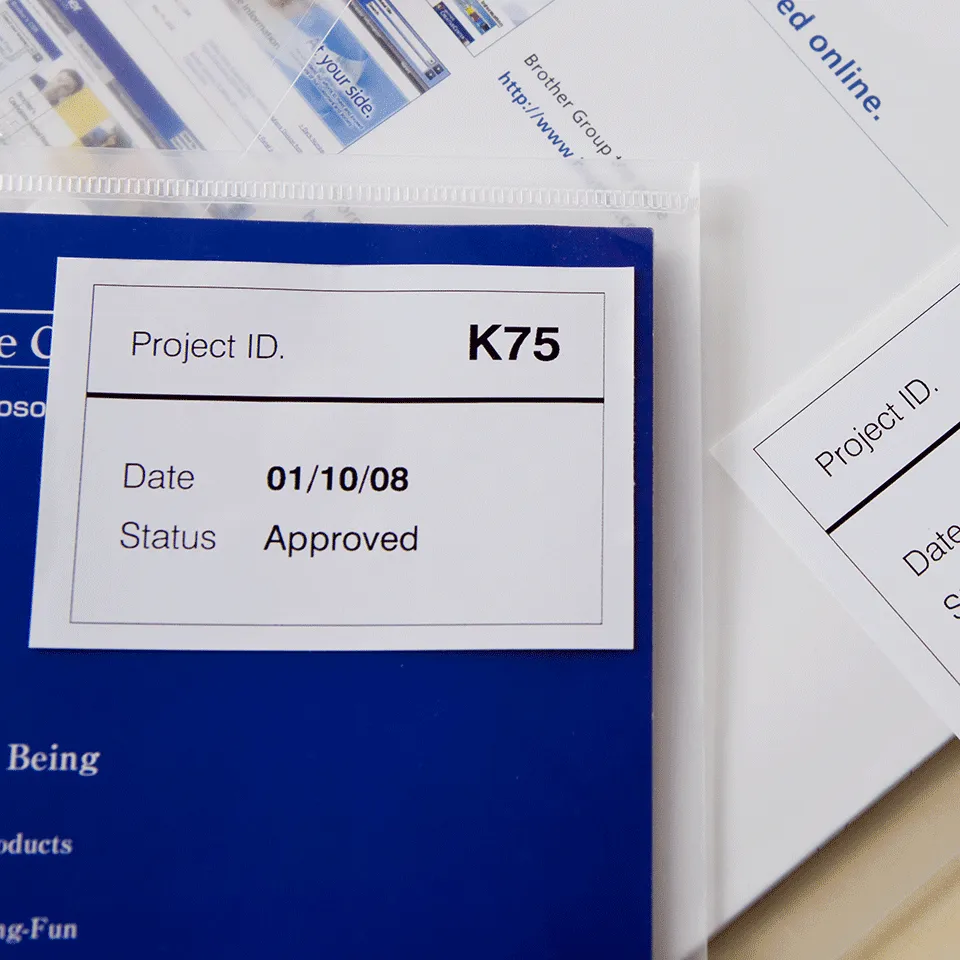 ed online.
t your side.
Brother Group
http://www
e C
oso
Project ID. K75
Date 01/10/08
Status Approved
Being
oducts
ng-Fun
Project ID.
Date
S